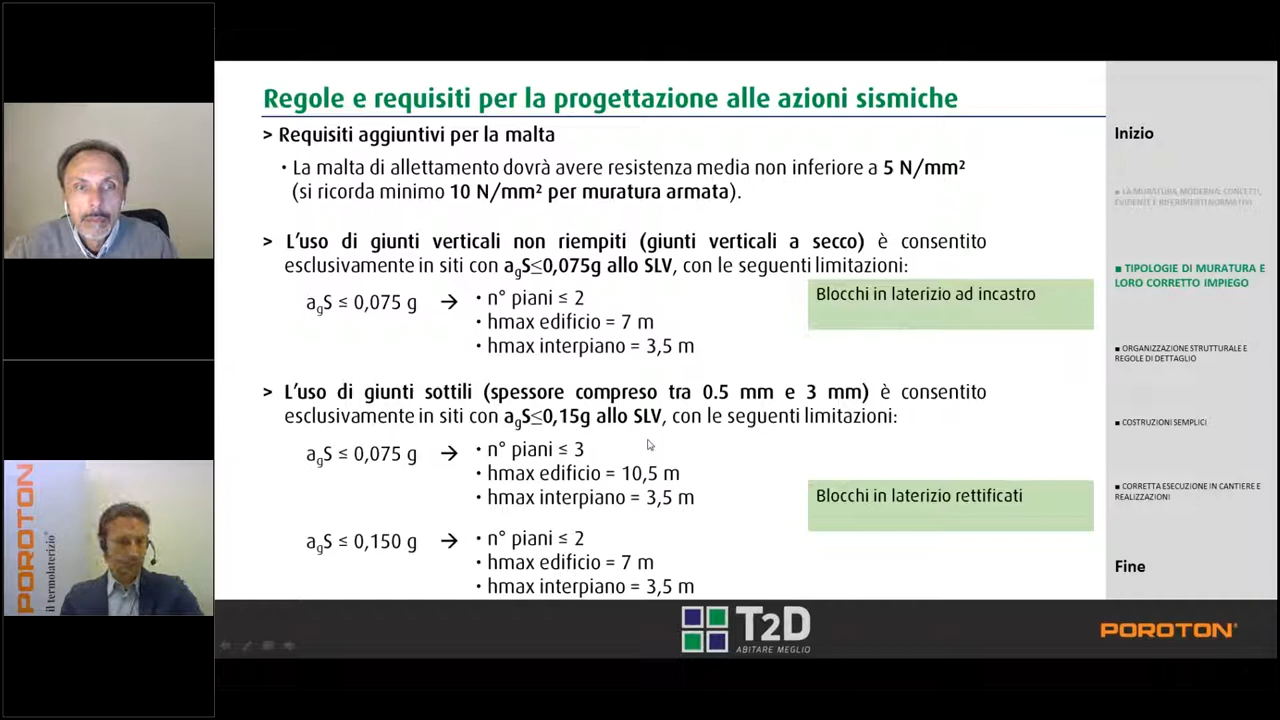 Regole e requisiti per la progettazione alle azioni sismiche
> Requisiti aggiuntivi per la malta
• La malta di allettamento dovrà avere resistenza media non inferiore a 5 N/mm²
(si ricorda minimo 10 N/mm² per muratura armata).
> L'uso di giunti verticali non riempiti (giunti verticali a secco) è consentito
esclusivamente in siti con agS≤0,075g allo SLV, con le seguenti limitazioni:
agS ≤ 0,075 g → • n° piani ≤ 2
• hmax edificio = 7 m
• hmax interpiano = 3,5 m
Blocchi in laterizio ad incastro
> L'uso di giunti sottili (spessore compreso tra 0.5 mm e 3 mm) è consentito
esclusivamente in siti con agS≤0,15g allo SLV, con le seguenti limitazioni:
agS ≤ 0,075 g → • n° piani ≤ 3
• hmax edificio = 10,5 m
• hmax interpiano = 3,5 m
Blocchi in laterizio rettificati
agS ≤ 0,150 g → • n° piani ≤ 2
• hmax edificio = 7 m
• hmax interpiano = 3,5 m
Inizio
■ LA MURATURA MODERNA: CONCETTI,
EVIDENZE E RIFERIMENTI NORMATIVI
■ TIPOLOGIE DI MURATURA E
LORO CORRETTO IMPIEGO
■ ORGANIZZAZIONE STRUTTURALE E
REGOLE DI DETTAGLIO
■ COSTRUZIONI SEMPLICI
■ CORRETTA ESECUZIONE IN CANTIERE E
REALIZZAZIONI
Fine
T2D
ABITARE MEGLIO
POROTON®
POROTON
il termolaterizio®